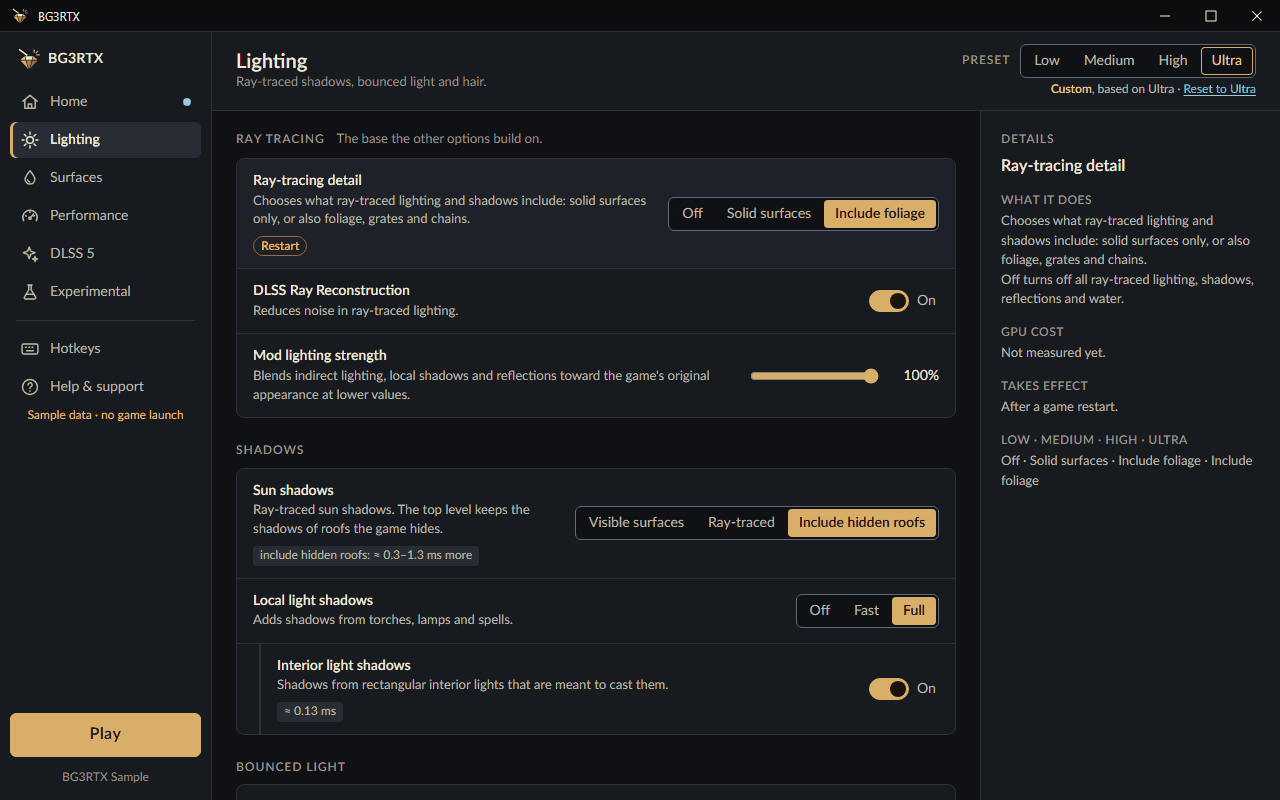 BG3RTX
BG3RTX
Home
Lighting
Surfaces
Performance
DLSS 5
Experimental
Hotkeys
Help & support
Sample data · no game launch
Play
BG3RTX Sample
Lighting
Ray-traced shadows, bounced light and hair.
PRESET Low Medium High Ultra
Custom, based on Ultra · Reset to Ultra
RAY TRACING The base the other options build on.
Ray-tracing detail
Chooses what ray-traced lighting and shadows include: solid surfaces
only, or also foliage, grates and chains.
Restart
Off Solid surfaces Include foliage
DLSS Ray Reconstruction
Reduces noise in ray-traced lighting.
On
Mod lighting strength
Blends indirect lighting, local shadows and reflections toward the game's original
appearance at lower values.
100%
SHADOWS
Sun shadows
Ray-traced sun shadows. The top level keeps the
shadows of roofs the game hides.
include hidden roofs: ≈ 0.3–1.3 ms more
Visible surfaces Ray-traced Include hidden roofs
Local light shadows
Adds shadows from torches, lamps and spells.
Off Fast Full
Interior light shadows
Shadows from rectangular interior lights that are meant to cast them.
≈ 0.13 ms
On
BOUNCED LIGHT
DETAILS
Ray-tracing detail
WHAT IT DOES
Chooses what ray-traced lighting and
shadows include: solid surfaces only, or also
foliage, grates and chains.
Off turns off all ray-traced lighting, shadows,
reflections and water.
GPU COST
Not measured yet.
TAKES EFFECT
After a game restart.
LOW · MEDIUM · HIGH · ULTRA
Off · Solid surfaces · Include foliage · Include
foliage